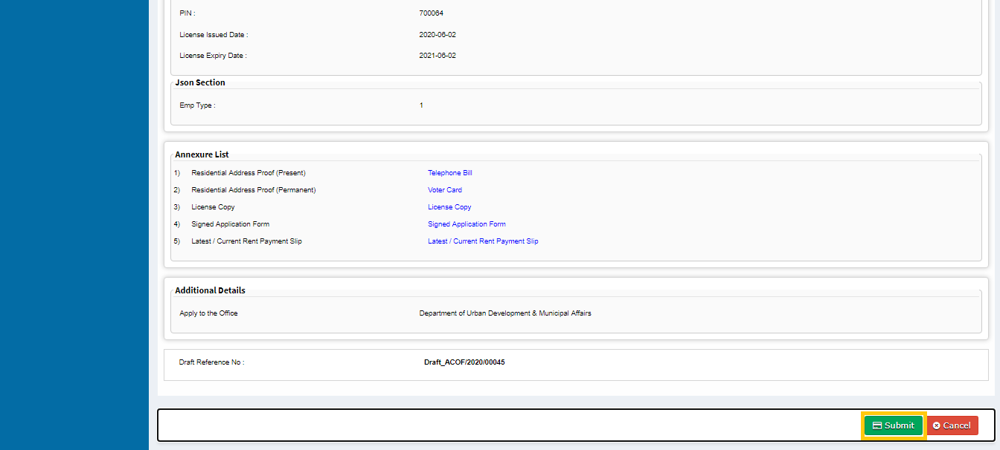 PIN : 700064
License Issued Date : 2020-06-02
License Expiry Date : 2021-06-02
Json Section
Emp Type : 1
Annexure List
1) Residential Address Proof (Present) Telephone Bill
2) Residential Address Proof (Permanent) Voter Card
3) License Copy License Copy
4) Signed Application Form Signed Application Form
5) Latest / Current Rent Payment Slip Latest / Current Rent Payment Slip
Additional Details
Apply to the Office Department of Urban Development & Municipal Affairs
Draft Reference No : Draft_ACOF/2020/00045
Submit Cancel